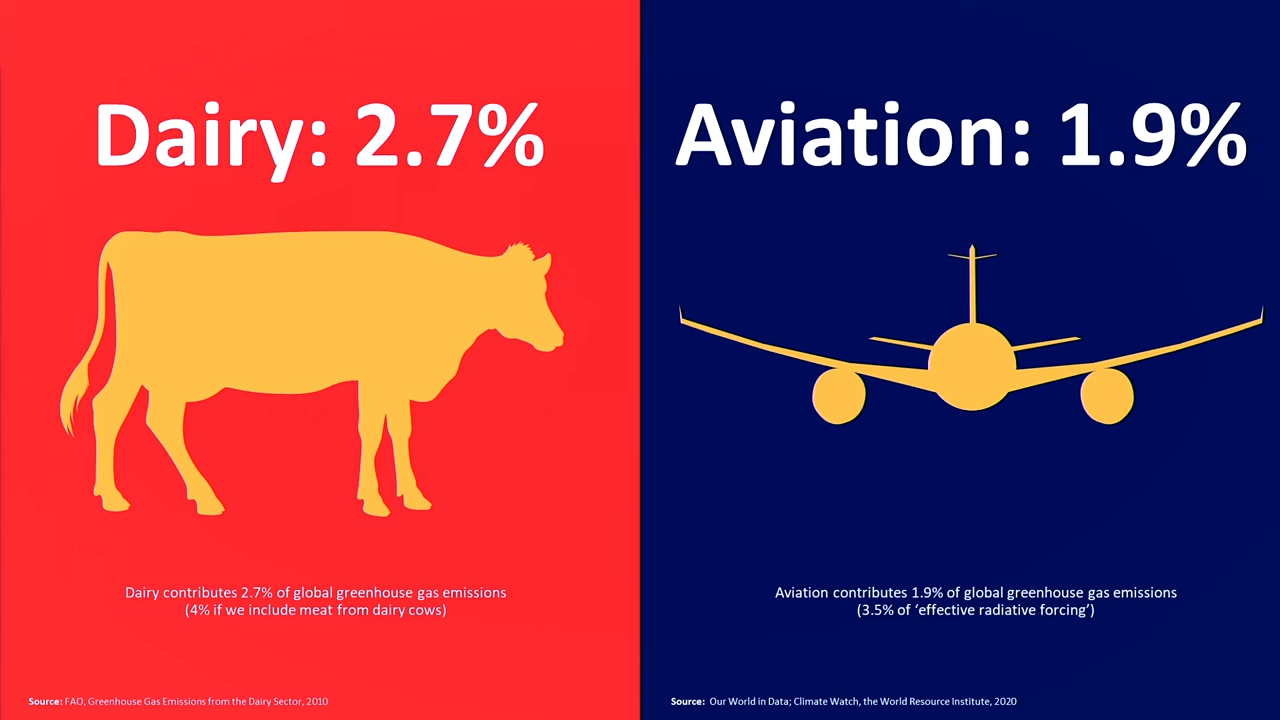 Dairy: 2.7%
Dairy contributes 2.7% of global greenhouse gas emissions
(4% if we include meat from dairy cows)
Source: FAO, Greenhouse Gas Emissions from the Dairy Sector, 2010
Aviation: 1.9%
Aviation contributes 1.9% of global greenhouse gas emissions
(3.5% of ‘effective radiative forcing’)
Source: Our World in Data; Climate Watch, the World Resource Institute, 2020